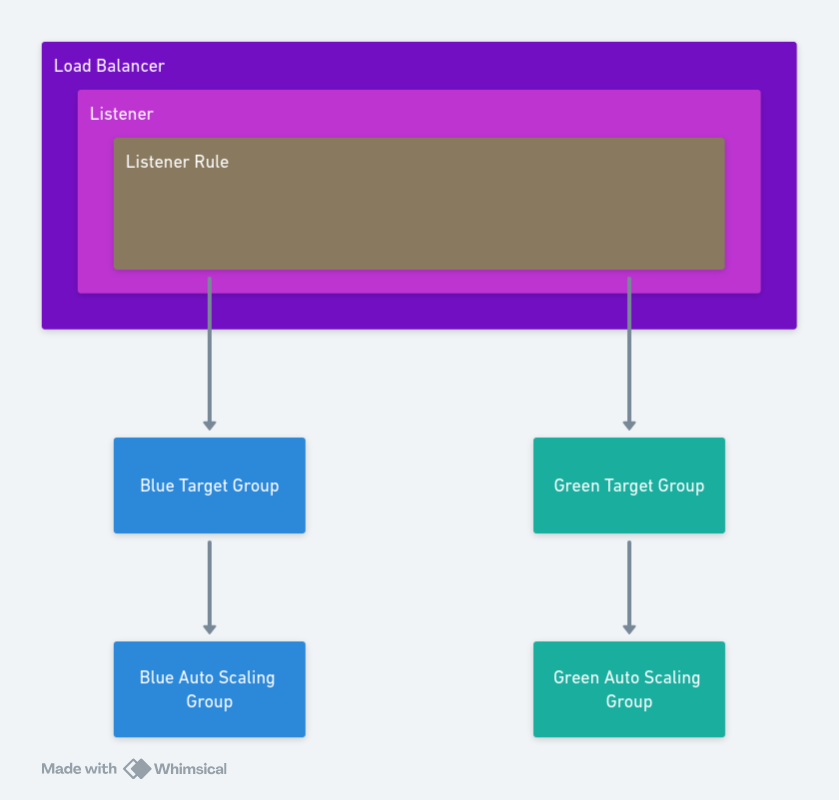 Load Balancer
Listener
Listener Rule
Blue Target Group
Green Target Group
Blue Auto Scaling
Group
Green Auto Scaling
Group
Made with Whimsical